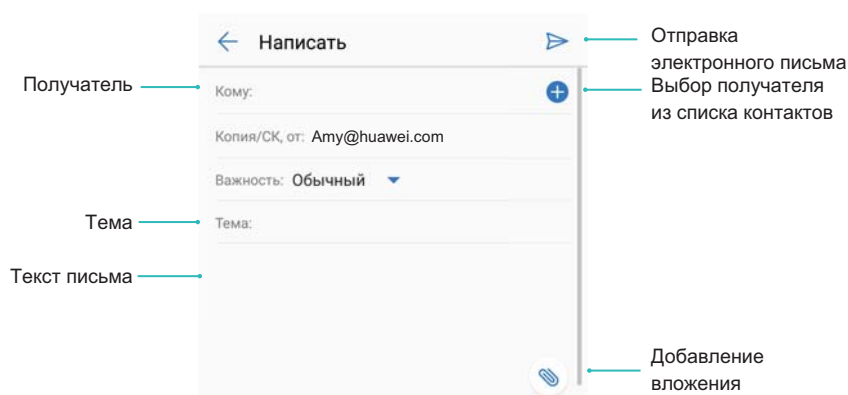 Написать
Отправка
электронного письма
Получатель
Кому:
Выбор получателя
из списка контактов
Копия/СК, от: Amy@huawei.com
Важность: Обычный
Тема
Тема:
Текст письма
Добавление
вложения